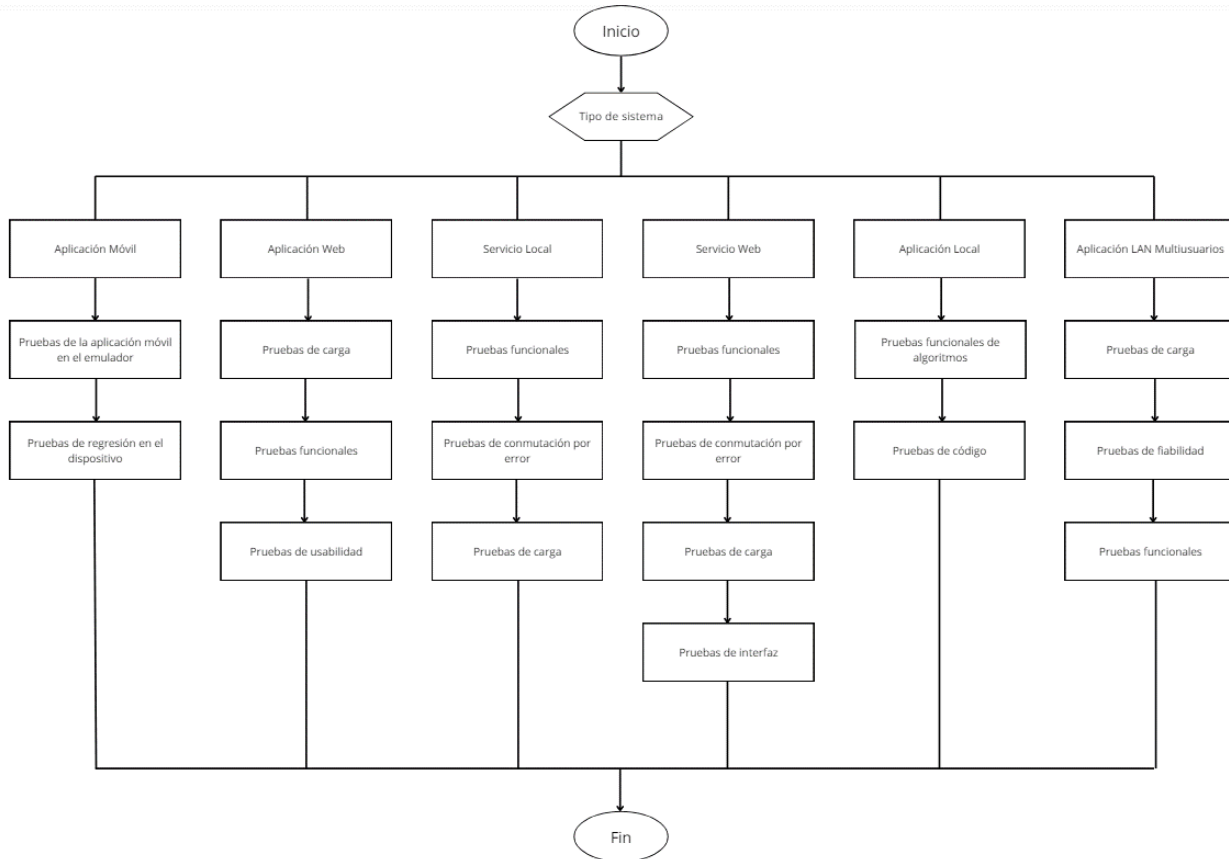 Inicio
Tipo de sistema
Aplicación Móvil
Aplicación Web
Servicio Local
Servicio Web
Aplicación Local
Aplicación LAN Multiusuarios
Pruebas de la aplicación móvil
en el emulador
Pruebas de carga
Pruebas funcionales
Pruebas funcionales
Pruebas funcionales de
algoritmos
Pruebas de carga
Pruebas de regresión en el
dispositivo
Pruebas funcionales
Pruebas de conmutación por
error
Pruebas de conmutación por
error
Pruebas de código
Pruebas de fiabilidad
Pruebas de usabilidad
Pruebas de carga
Pruebas de carga
Pruebas funcionales
Pruebas de interfaz
Fin